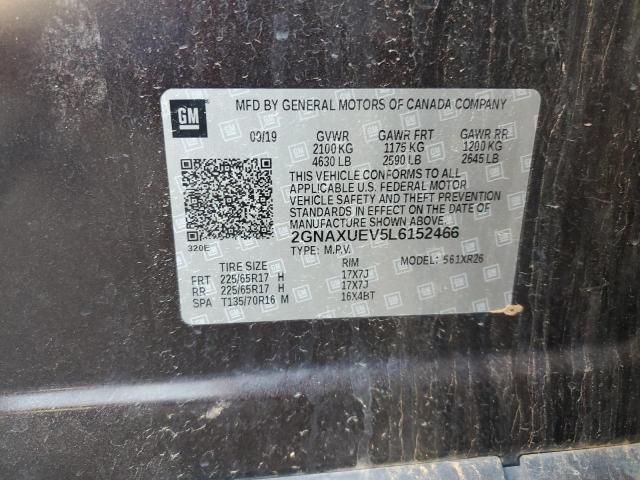 GM
MFD BY GENERAL MOTORS OF CANADA COMPANY
09/19 GVWR GAWR FRT GAWR RR
2100 KG 1175 KG 1200 KG
4630 LB 2590 LB 2645 LB
THIS VEHICLE CONFORMS TO ALL
APPLICABLE U.S. FEDERAL MOTOR
VEHICLE SAFETY AND THEFT PREVENTION
STANDARDS IN EFFECT ON THE DATE OF
MANUFACTURE SHOWN ABOVE.
2GNAXUEV5L6152466
320E TYPE: M.P.V. MODEL: 561XR26
TIRE SIZE RIM
FRT 225/65R17 H 17X7J
RR 225/65R17 H 17X7J
SPA T135/70R16 M 16X4BT